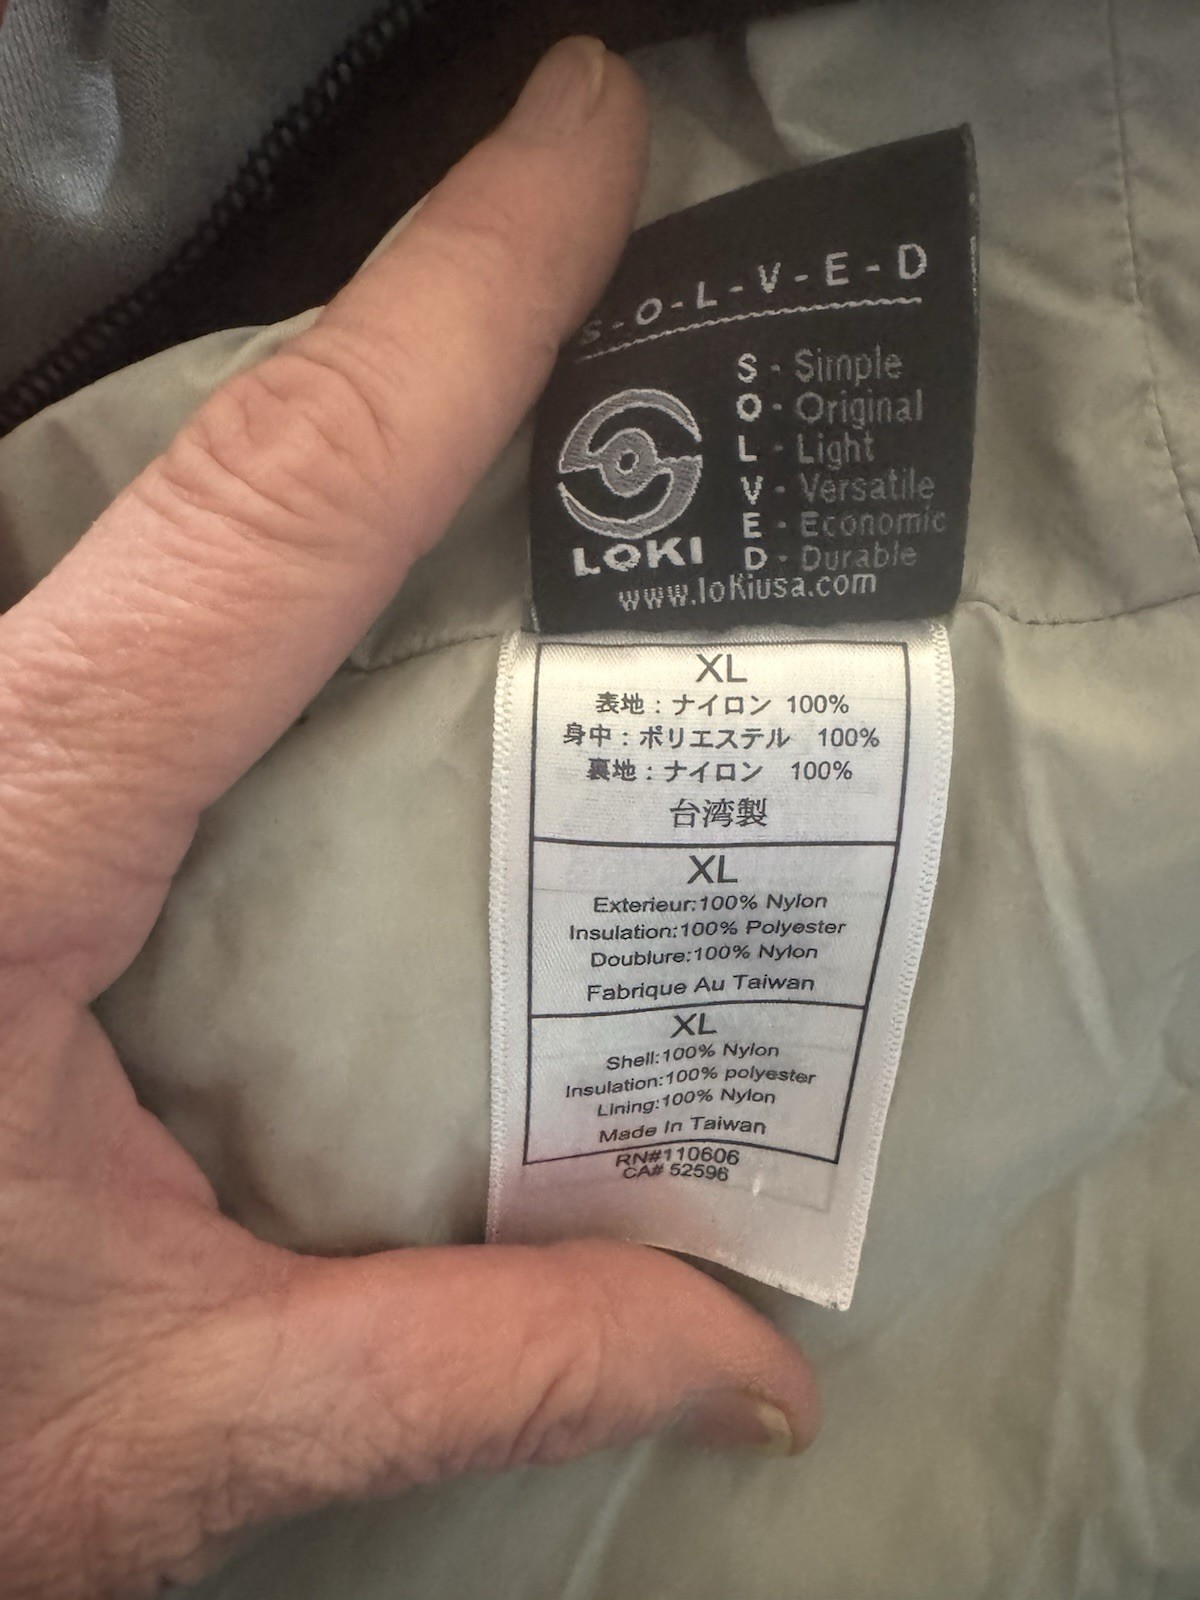 S-O-L-V-E-D
S - Simple
O - Original
L - Light
V - Versatile
E - Economic
D - Durable
LOKI
www.lokiusa.com
XL
表地：ナイロン 100%
身中：ポリエステル 100%
裏地：ナイロン 100%
台湾製
XL
Exterieur:100% Nylon
Insulation:100% Polyester
Doublure:100% Nylon
Fabrique Au Taiwan
XL
Shell:100% Nylon
Insulation:100% polyester
Lining:100% Nylon
Made In Taiwan
RN#110606
CA# 52596